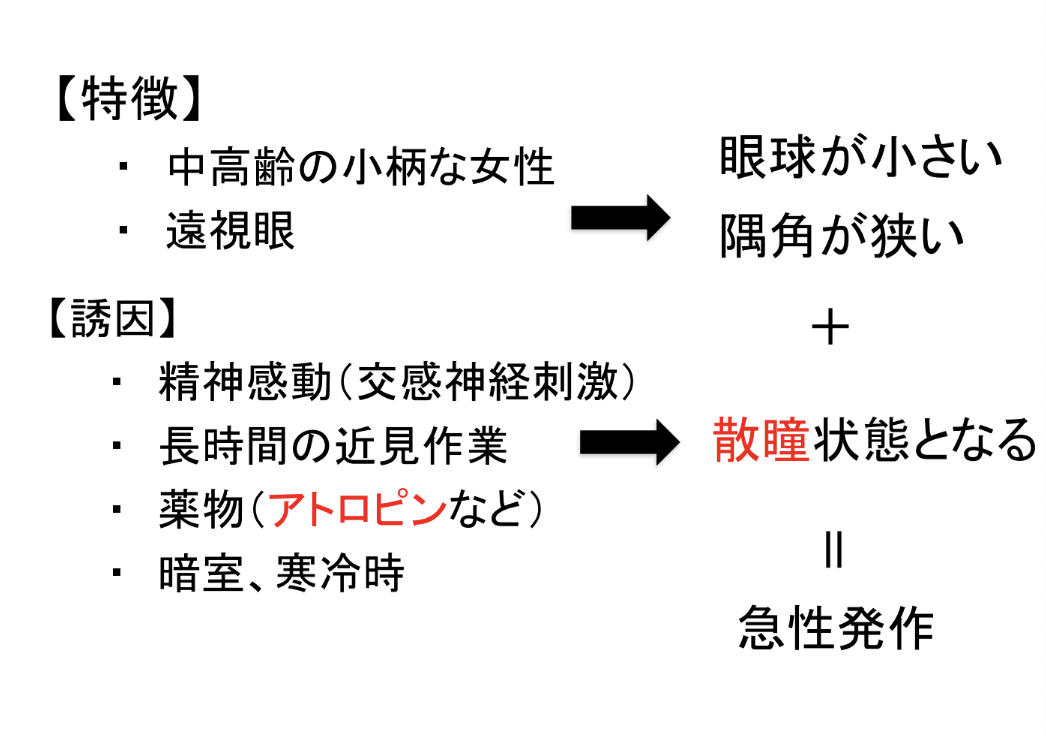 【特徴】
・ 中高齢の小柄な女性
・ 遠視眼
眼球が小さい
隅角が狭い
【誘因】
・ 精神感動（交感神経刺激）
・ 長時間の近見作業
・ 薬物（アトロピンなど）
・ 暗室、寒冷時
＋
散瞳状態となる
＝
急性発作